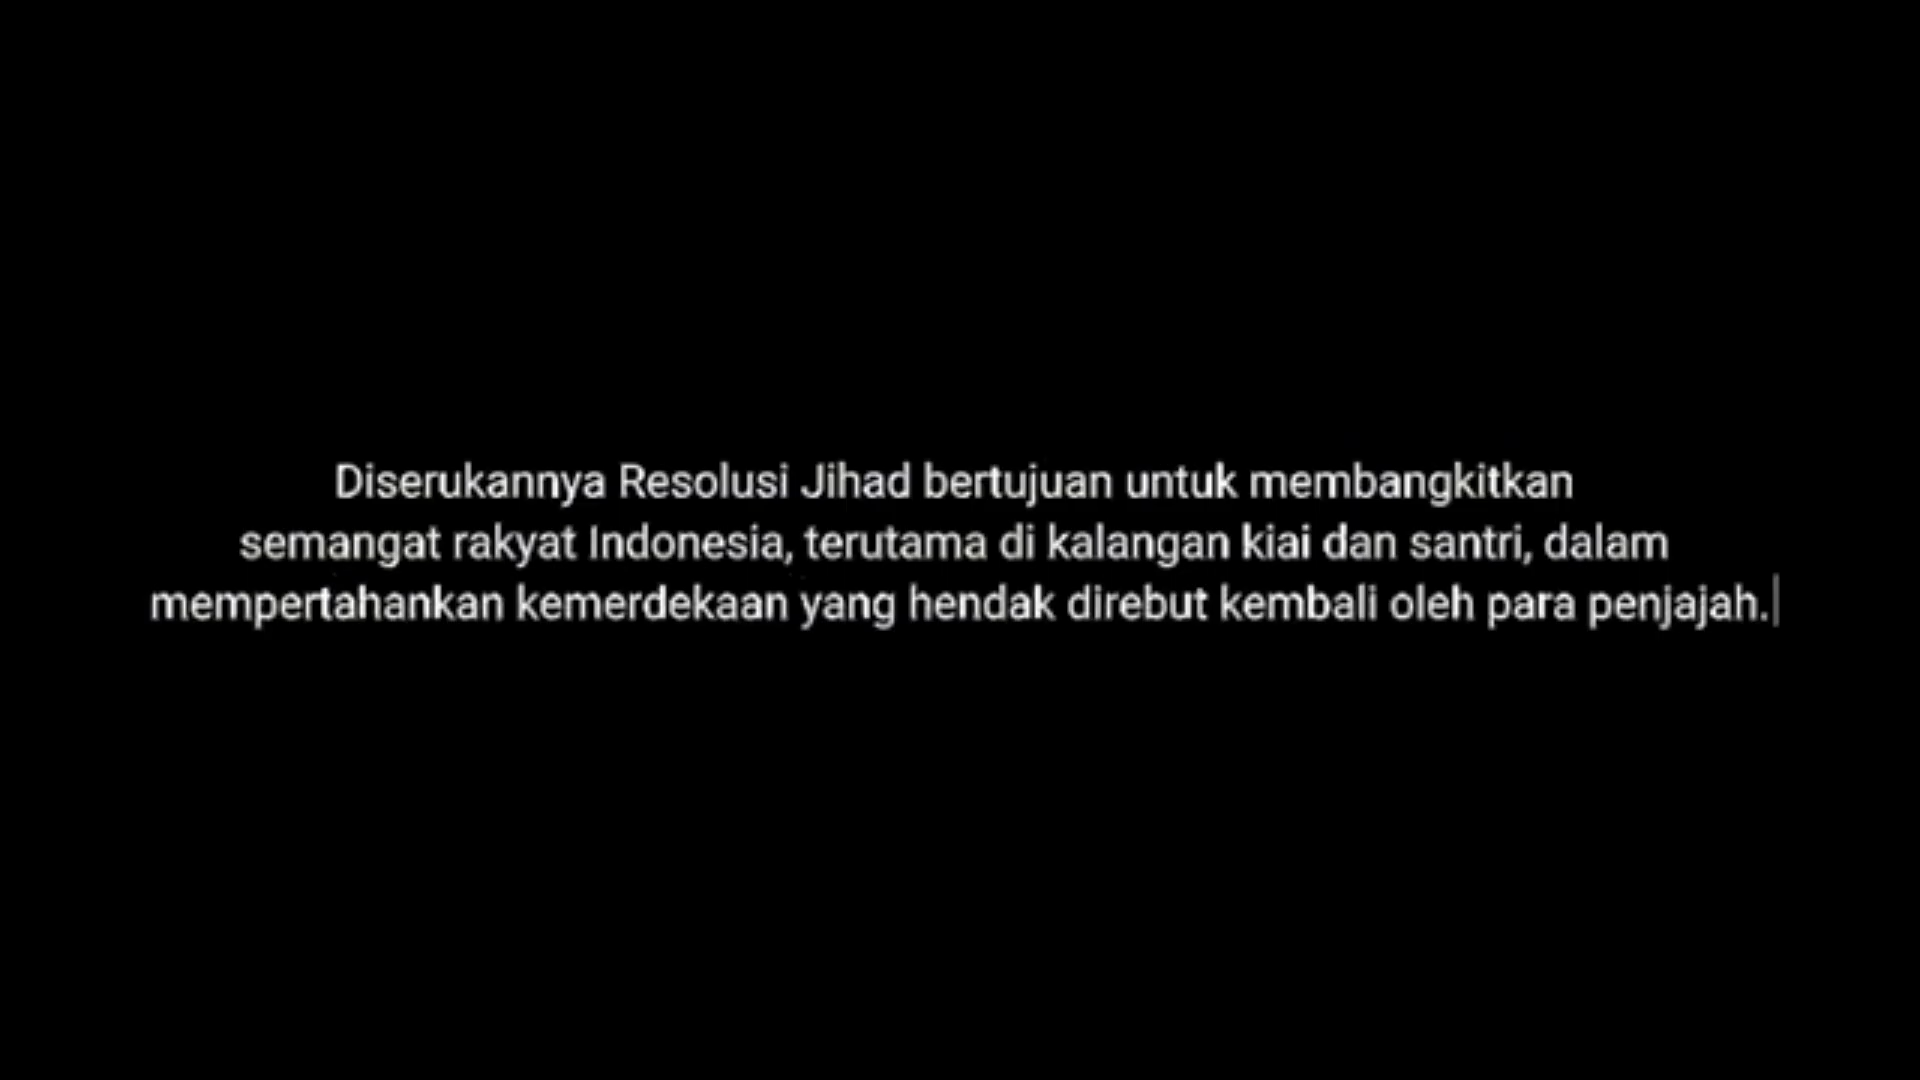 Diserukannya Resolusi Jihad bertujuan untuk membangkitkan
semangat rakyat Indonesia, terutama di kalangan kiai dan santri, dalam
mempertahankan kemerdekaan yang hendak direbut kembali oleh para penjajah.